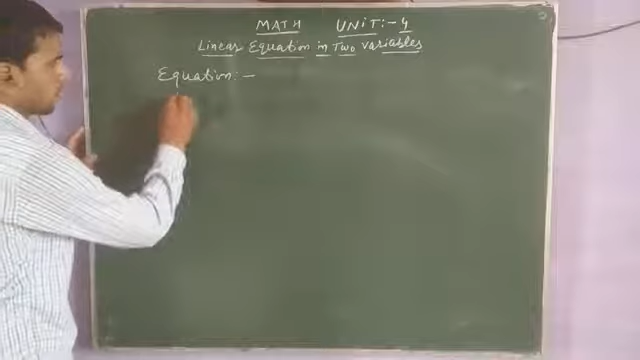 MATH UNIT:- 4
Linear Equation in Two Variables
Equation:-